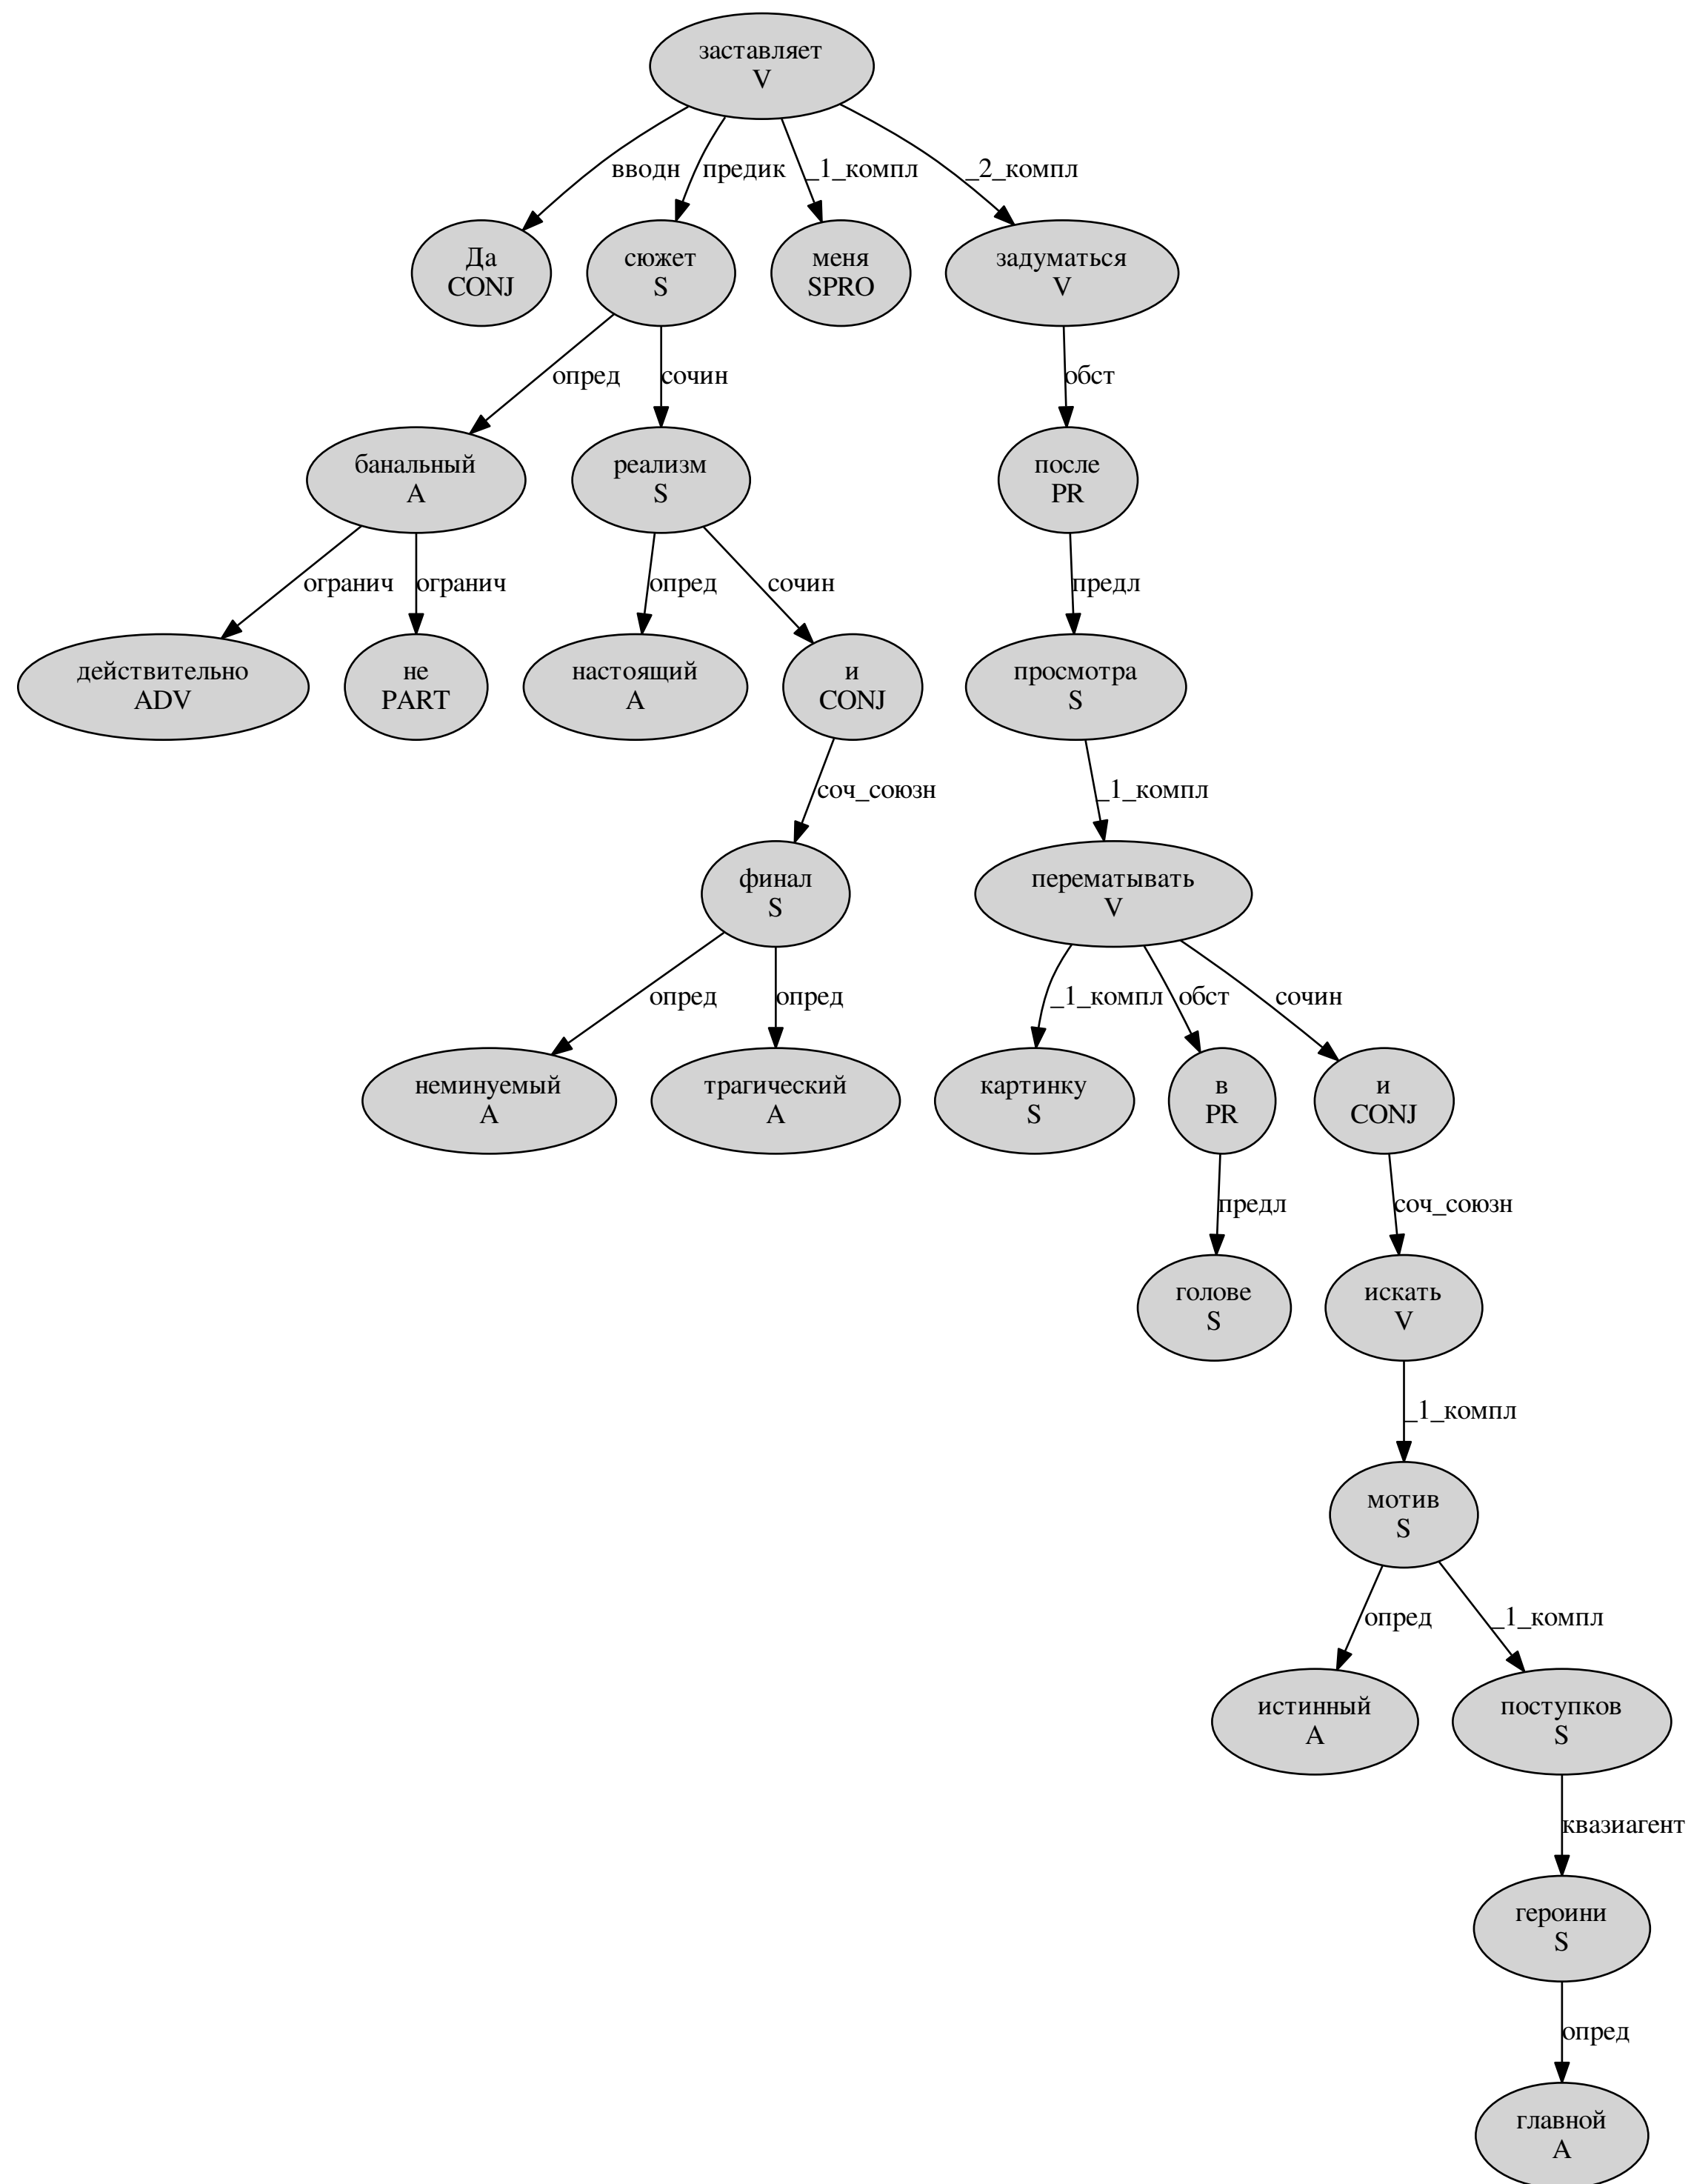 заставляет
V
вводн
предик
_1_компл
_2_компл
Да
CONJ
сюжет
S
меня
SPRO
задуматься
V
опред
сочин
обст
банальный
A
реализм
S
после
PR
огранич
огранич
опред
сочин
предл
действительно
ADV
не
PART
настоящий
A
и
CONJ
просмотра
S
соч_союзн
_1_компл
финал
S
перематывать
V
опред
опред
_1_компл
обст
сочин
неминуемый
A
трагический
A
картинку
S
в
PR
и
CONJ
предл
соч_союзн
голове
S
искать
V
_1_компл
мотив
S
опред
_1_компл
истинный
A
поступков
S
квазиагент
героини
S
опред
главной
A